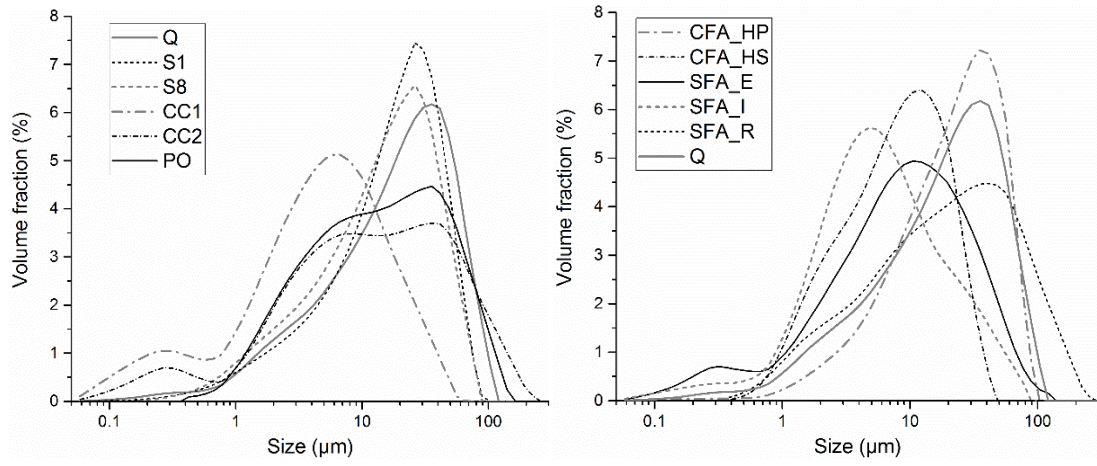 8
7
6
5
4
3
2
1
0
Volume fraction (%)
Q
S1
S8
CC1
CC2
PO
0.1 1 10 100
Size (µm)
8
7
6
5
4
3
2
1
0
Volume fraction (%)
CFA_HP
CFA_HS
SFA_E
SFA_I
SFA_R
Q
0.1 1 10 100
Size (µm)